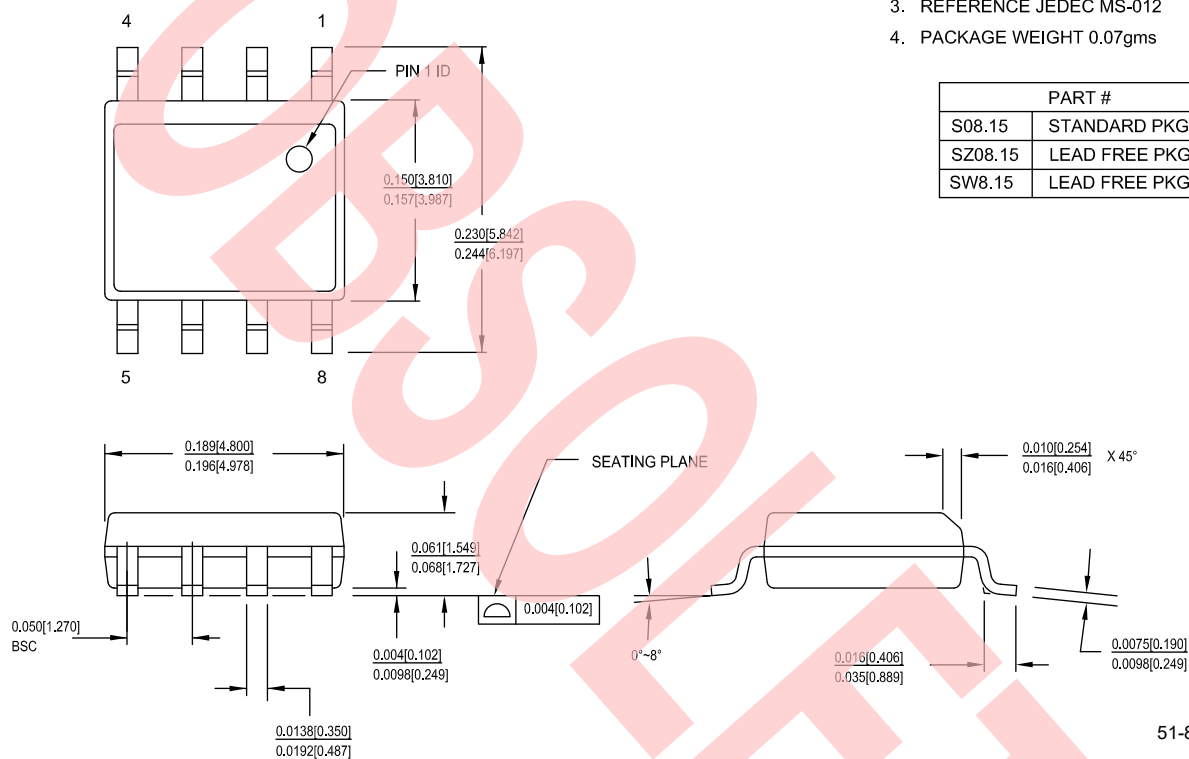 3. REFERENCE JEDEC MS-012
4. PACKAGE WEIGHT 0.07gms
PART #
S08.15 STANDARD PKG
SZ08.15 LEAD FREE PKG
SW8.15 LEAD FREE PKG
4
1
PIN 1 ID
0.150[3.810]
0.157[3.987]
0.230[5.842]
0.244[6.197]
5
8
0.189[4.800]
0.196[4.978]
SEATING PLANE
0.010[0.254]
0.016[0.406]
X 45°
0.061[1.549]
0.068[1.727]
0.004[0.102]
0.050[1.270]
BSC
0.004[0.102]
0.0098[0.249]
0°~8°
0.016[0.406]
0.035[0.889]
0.0075[0.190]
0.0098[0.249]
0.0138[0.350]
0.0192[0.487]
51-8
OBSOLE